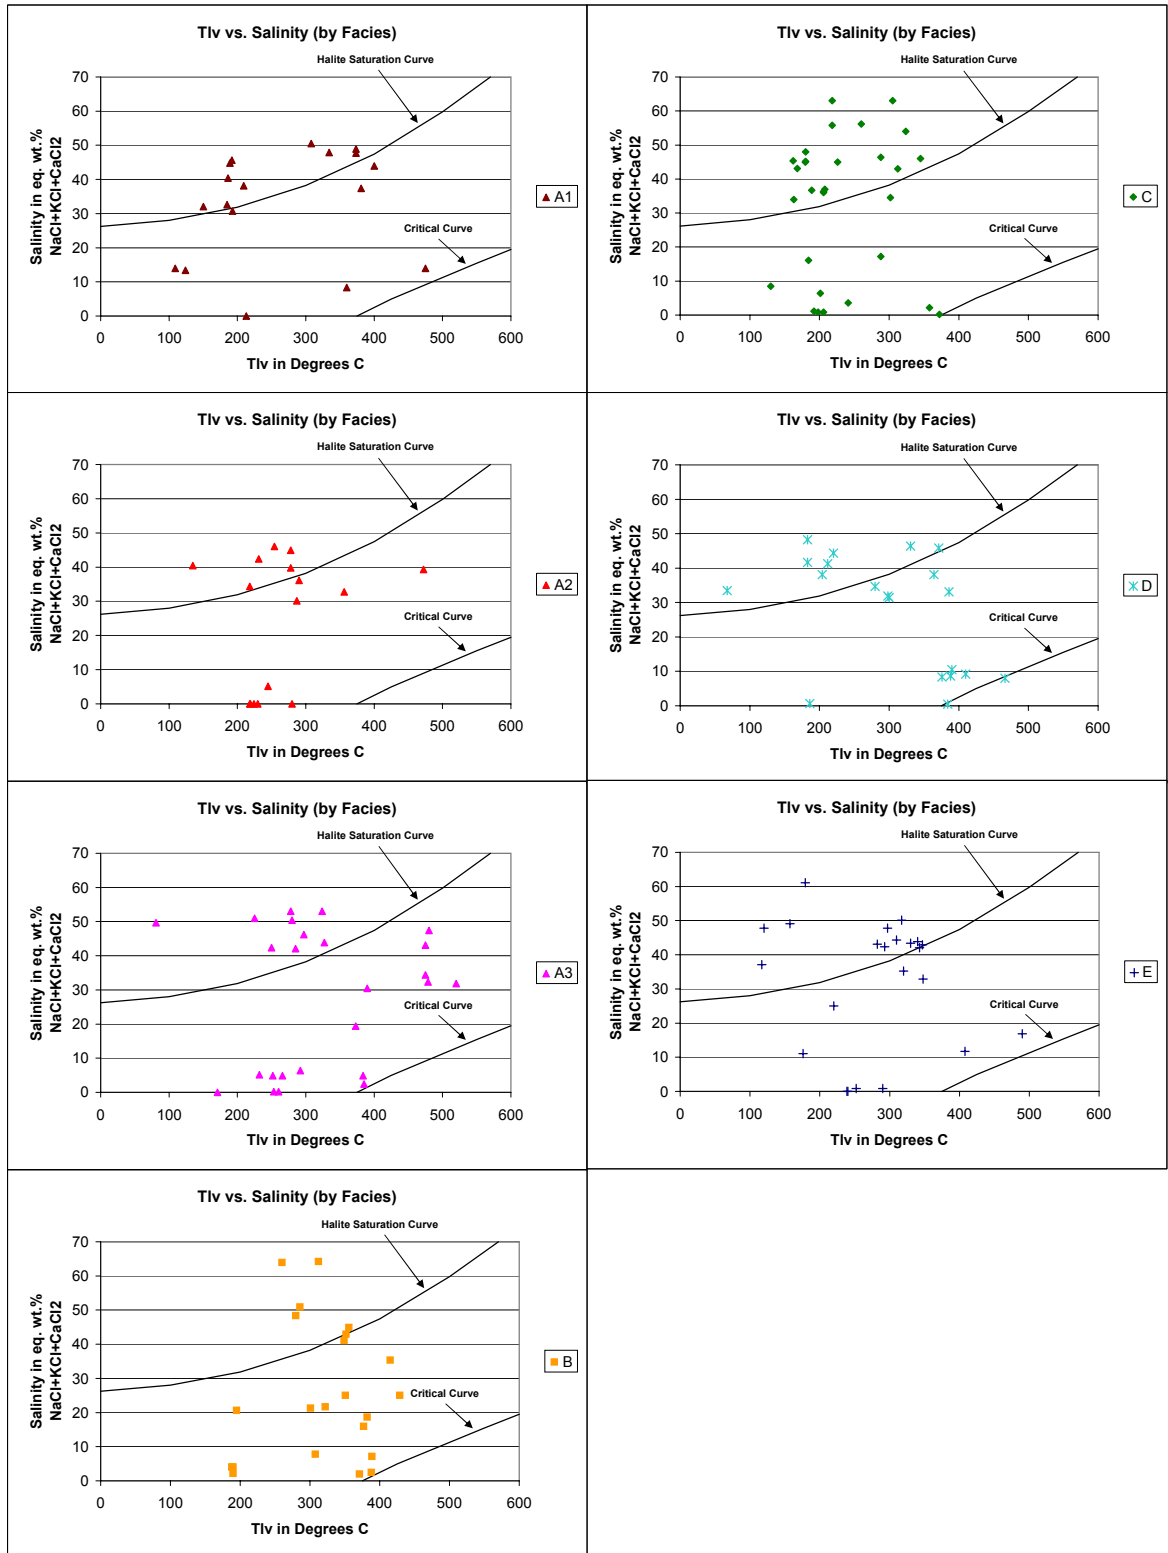 Tlv vs. Salinity (by Facies)
Halite Saturation Curve
70
60
50
40
30
20
10
0
Salinity in eq. wt.%
NaCl+KCl+CaCl2
Critical Curve
0 100 200 300 400 500 600
Tlv in Degrees C
A1
Tlv vs. Salinity (by Facies)
Halite Saturation Curve
70
60
50
40
30
20
10
0
Salinity in eq. wt.%
NaCl+KCl+CaCl2
Critical Curve
0 100 200 300 400 500 600
Tlv in Degrees C
C
Tlv vs. Salinity (by Facies)
Halite Saturation Curve
70
60
50
40
30
20
10
0
Salinity in eq. wt.%
NaCl+KCl+CaCl2
Critical Curve
0 100 200 300 400 500 600
Tlv in Degrees C
A2
Tlv vs. Salinity (by Facies)
Halite Saturation Curve
70
60
50
40
30
20
10
0
Salinity in eq. wt.%
NaCl+KCl+CaCl2
Critical Curve
0 100 200 300 400 500 600
Tlv in Degrees C
D
Tlv vs. Salinity (by Facies)
Halite Saturation Curve
70
60
50
40
30
20
10
0
Salinity in eq. wt.%
NaCl+KCl+CaCl2
Critical Curve
0 100 200 300 400 500 600
Tlv in Degrees C
A3
Tlv vs. Salinity (by Facies)
Halite Saturation Curve
70
60
50
40
30
20
10
0
Salinity in eq. wt.%
NaCl+KCl+CaCl2
Critical Curve
0 100 200 300 400 500 600
Tlv in Degrees C
E
Tlv vs. Salinity (by Facies)
Halite Saturation Curve
70
60
50
40
30
20
10
0
Salinity in eq. wt.%
NaCl+KCl+CaCl2
Critical Curve
0 100 200 300 400 500 600
Tlv in Degrees C
B